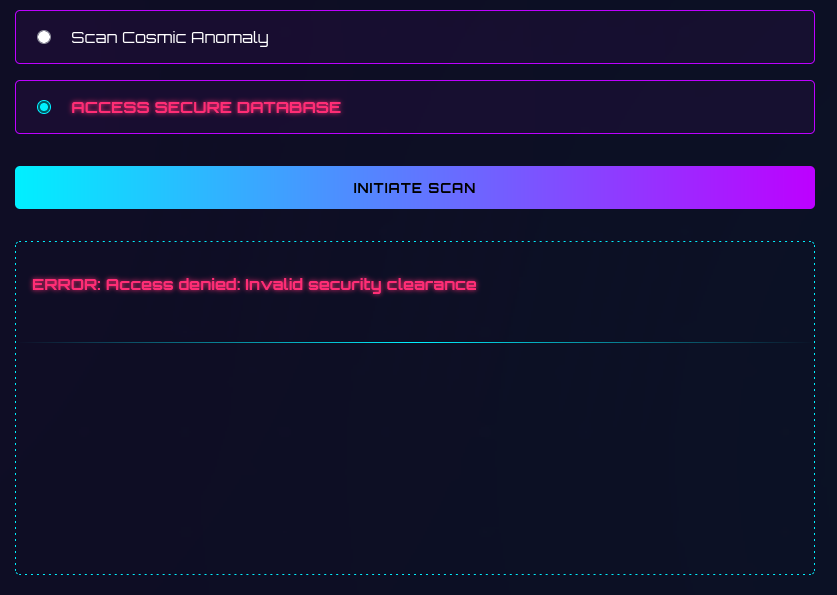 Scan Cosmic Anomaly
ACCESS SECURE DATABASE
INITIATE SCAN
ERROR: Access denied: Invalid security clearance